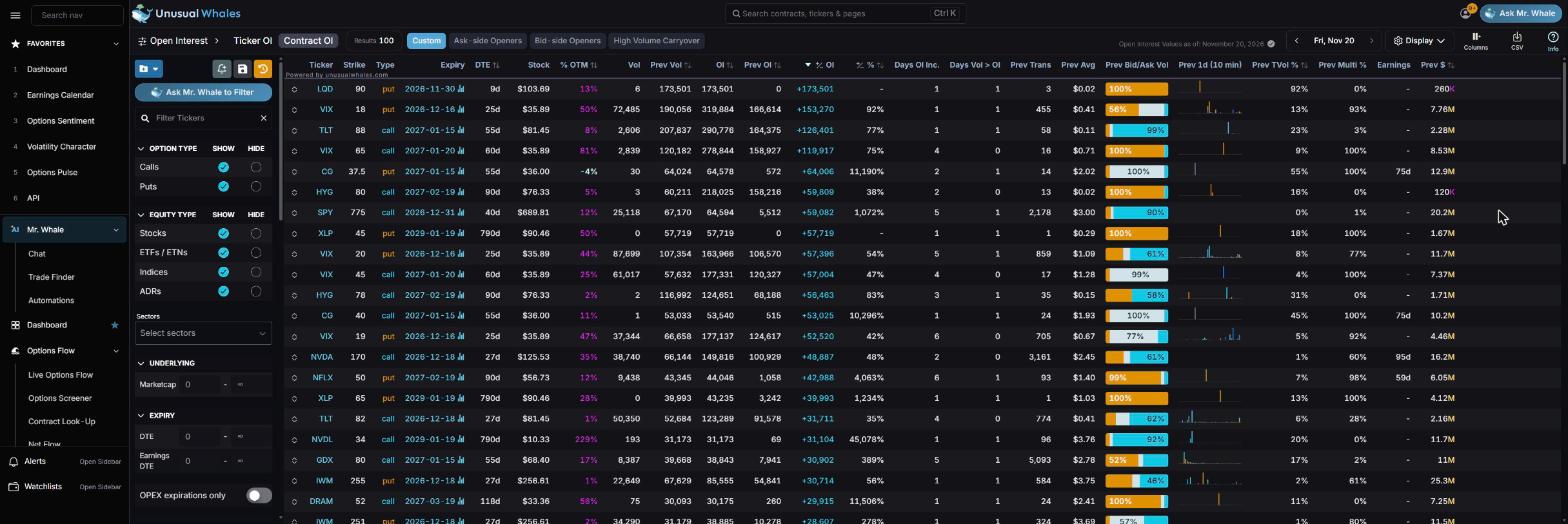 Search nav
Unusual Whales
Search contracts, tickers & pages Ctrl K
9+
Ask Mr. Whale
FAVORITES
1 Dashboard
2 Earnings Calendar
3 Options Sentiment
4 Volatility Character
5 Options Pulse
6 API
Mr. Whale
Chat
Trade Finder
Automations
Dashboard
Options Flow
Live Options Flow
Options Screener
Contract Look-Up
Net Flow
Alerts Open Sidebar
Watchlists Open Sidebar
Open Interest Ticker OI Contract OI Results 100 Custom Ask-side Openers Bid-side Openers High Volume Carryover
Open Interest Values as of: November 20, 2026
Fri, Nov 20
Display
Columns
CSV
Info
Ask Mr. Whale to Filter
Filter Tickers
OPTION TYPE SHOW HIDE
Calls
Puts
EQUITY TYPE SHOW HIDE
Stocks
ETFs / ETNs
Indices
ADRs
Sectors
Select sectors
UNDERLYING
Marketcap 0 - ∞
EXPIRY
DTE 0 - ∞
Earnings DTE 0 - ∞
OPEX expirations only
Ticker Strike Type Expiry DTE Stock % OTM Vol Prev Vol OI Prev OI OI % Days OI Inc. Days Vol > OI Prev Trans Prev Avg Prev Bid/Ask Vol Prev 1d (10 min) Prev TVol % Prev Multi % Earnings Prev $
Powered by unusualwhales.com
LQD 90 put 2026-11-30 9d $103.69 13% 6 173,501 173,501 0 +173,501 - 1 1 3 $0.02 100% 92% 0% - 260K
VIX 18 put 2026-12-16 25d $35.89 50% 72,485 190,056 319,884 166,614 +153,270 92% 1 1 455 $0.41 56% 13% 93% - 7.76M
TLT 88 call 2027-01-15 55d $81.45 8% 2,606 207,837 290,776 164,375 +126,401 77% 1 1 58 $0.11 99% 23% 3% - 2.28M
VIX 65 call 2027-01-20 60d $35.89 81% 2,839 120,182 278,844 158,927 +119,917 75% 4 0 16 $0.71 100% 9% 100% - 8.53M
CG 37.5 put 2027-01-15 55d $36.00 -4% 30 64,024 64,578 572 +64,006 11,190% 2 1 14 $2.02 100% 55% 100% 75d 12.9M
HYG 80 call 2027-02-19 90d $76.33 5% 3 60,211 218,025 158,216 +59,809 38% 2 0 13 $0.02 100% 16% 0% - 120K
SPY 775 call 2026-12-31 40d $689.81 12% 25,118 67,170 64,594 5,512 +59,082 1,072% 5 1 2,178 $3.00 90% 0% 1% - 20.2M
XLP 45 put 2029-01-19 790d $90.46 50% 0 57,719 57,719 0 +57,719 - 1 1 9 $0.29 100% 18% 0% - 1.67M
VIX 20 put 2026-12-16 25d $35.89 44% 87,699 107,354 163,966 106,570 +57,396 54% 5 1 859 $1.09 61% 8% 77% - 11.7M
VIX 45 call 2027-01-20 60d $35.89 25% 61,017 57,632 177,331 120,327 +57,004 47% 4 0 17 $1.28 99% 4% 100% - 7.37M
HYG 78 call 2027-02-19 90d $76.33 2% 2 116,992 124,651 68,188 +56,463 83% 3 1 35 $0.15 58% 31% 0% - 1.71M
CG 40 call 2027-01-15 55d $36.00 11% 1 53,033 53,540 515 +53,025 10,296% 1 1 24 $1.93 100% 45% 100% 75d 10.2M
VIX 19 put 2026-12-16 25d $35.89 47% 37,344 66,658 177,137 124,617 +52,520 42% 6 0 705 $0.67 77% 5% 92% - 4.46M
NVDA 170 call 2026-12-18 27d $125.53 35% 38,740 66,144 149,816 100,929 +48,887 48% 2 0 3,161 $2.45 61% 1% 60% 95d 16.2M
NFLX 50 put 2027-02-19 90d $56.73 12% 9,438 43,345 44,046 1,058 +42,988 4,063% 6 1 93 $1.40 99% 7% 98% 59d 6.05M
XLP 65 put 2029-01-19 790d $90.46 28% 0 39,993 43,235 3,242 +39,993 1,234% 1 1 6 $1.03 100% 13% 100% - 4.12M
TLT 82 call 2026-12-18 27d $81.45 1% 50,350 52,684 123,289 91,578 +31,711 35% 4 0 774 $0.41 62% 6% 28% - 2.16M
NVDL 34 call 2029-01-19 790d $10.33 229% 193 31,173 31,173 69 +31,104 45,078% 1 1 96 $3.76 92% 20% 0% - 11.7M
GDX 80 call 2027-01-15 55d $68.40 17% 8,387 39,668 38,843 7,941 +30,902 389% 5 1 5,093 $2.78 52% 17% 2% - 11M
IWM 255 put 2026-12-18 27d $256.61 1% 22,649 67,629 85,555 54,841 +30,714 56% 1 1 584 $3.75 46% 2% 61% - 25.3M
DRAM 52 call 2027-03-19 118d $33.36 56% 75 30,093 30,175 260 +29,915 11,506% 1 1 24 $2.41 100% 11% 0% - 7.25M
IWM 251 put 2026-12-18 27d $256.61 2% 34,290 31,179 38,885 10,278 +28,607 278% 1 1 324 $3.69 57% 1% 80% - 11.5M